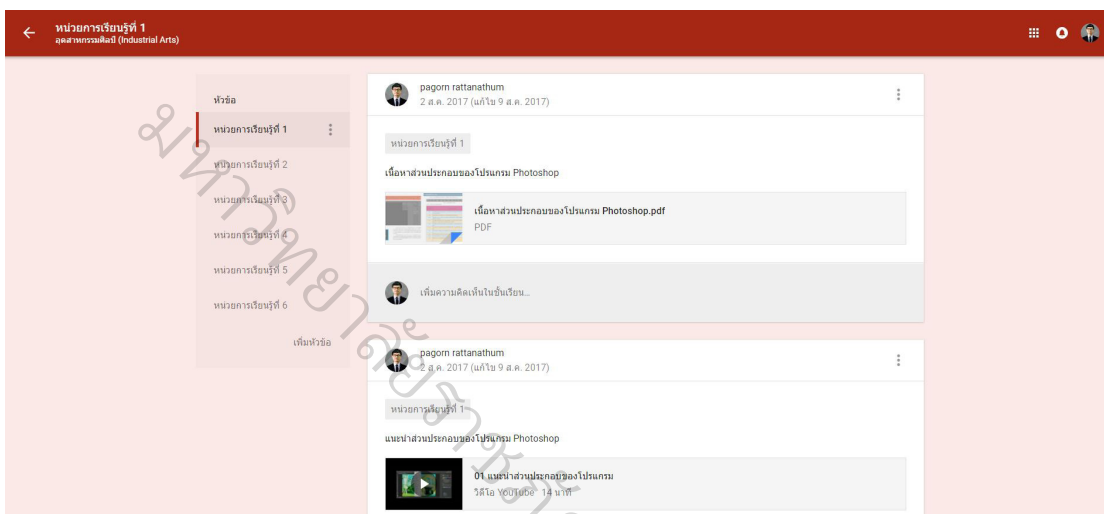 หน่วยการเรียนรู้ที่ 1
อุตสาหกรรมศิลป์ (Industrial Arts)
หัวข้อ
หน่วยการเรียนรู้ที่ 1
หน่วยการเรียนรู้ที่ 2
หน่วยการเรียนรู้ที่ 3
หน่วยการเรียนรู้ที่ 4
หน่วยการเรียนรู้ที่ 5
หน่วยการเรียนรู้ที่ 6
เพิ่มหัวข้อ
pagorn rattanathum
2 ส.ค. 2017 (แก้ไข 9 ส.ค. 2017)
หน่วยการเรียนรู้ที่ 1
เนื้อหาส่วนประกอบของโปรแกรม Photoshop
เนื้อหาส่วนประกอบของโปรแกรม Photoshop.pdf
PDF
เพิ่มความคิดเห็นในชั้นเรียน...
pagorn rattanathum
2 ส.ค. 2017 (แก้ไข 9 ส.ค. 2017)
หน่วยการเรียนรู้ที่ 1
แนะนำส่วนประกอบของโปรแกรม Photoshop
01 แนะนำส่วนประกอบของโปรแกรม
วิดีโอ YouTube 14 นาที